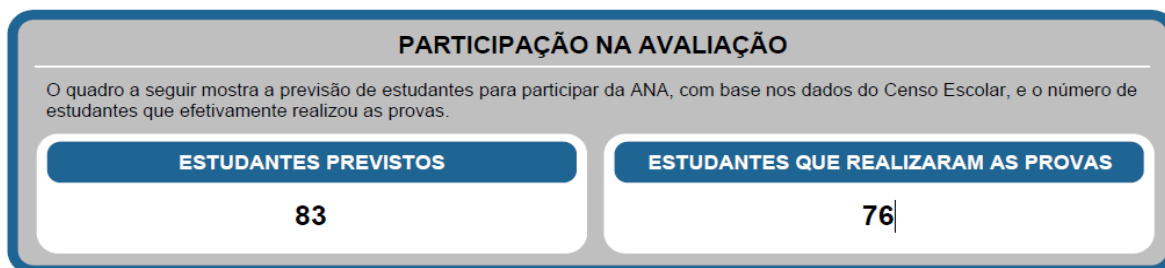 PARTICIPAÇÃO NA AVALIAÇÃO
O quadro a seguir mostra a previsão de estudantes para participar da ANA, com base nos dados do Censo Escolar, e o número de
estudantes que efetivamente realizou as provas.
ESTUDANTES PREVISTOS
83
ESTUDANTES QUE REALIZARAM AS PROVAS
76